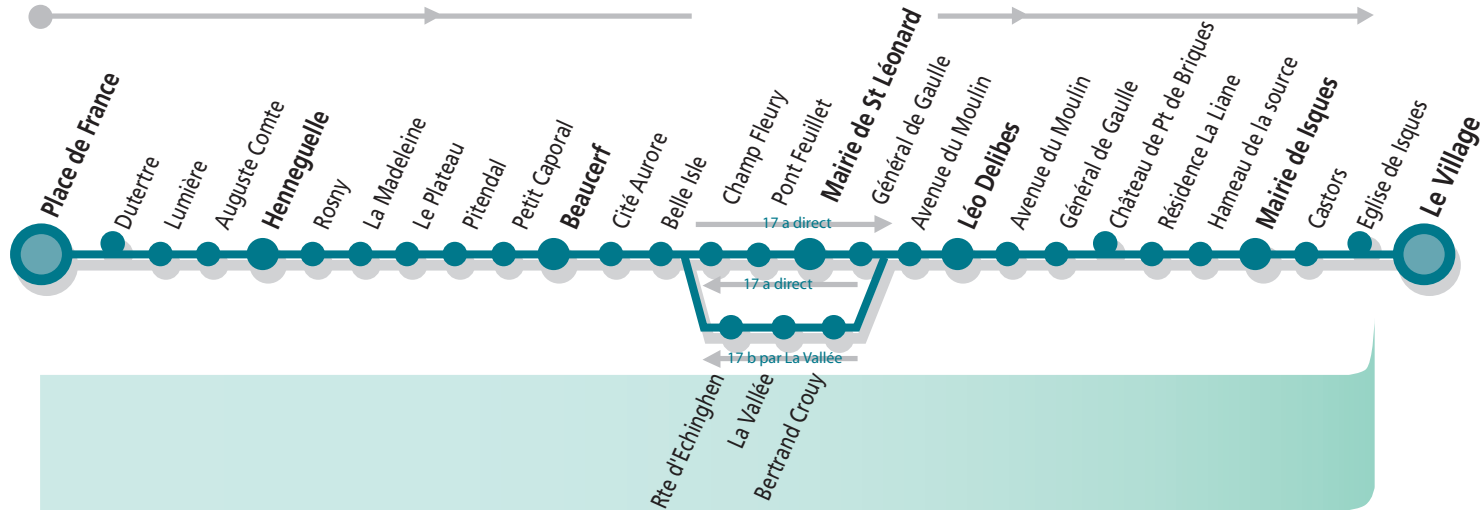 Place de France
Dutertre
Lumière
Auguste Comte
Henneguelle
Rosny
La Madeleine
Le Plateau
Pitendal
Petit Caporal
Beaucerf
Cité Aurore
Belle Isle
Champ Fleury
Pont Feuillet
Mairie de St Léonard
Général de Gaulle
Avenue du Moulin
Léo Delibes
Avenue du Moulin
Général de Gaulle
Château de Pt de Briques
Résidence La Liane
Hameau de la source
Mairie de Isques
Castors
Eglise de Isques
Le Village
17 a direct
17 a direct
17 b par La Vallée
Rte d'Echinghen
La Vallée
Bertrand Crouy